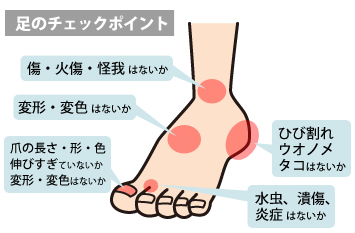 足のチェックポイント
傷・火傷・怪我 はないか
変形・変色 はないか
爪の長さ・形・色
伸びすぎていないか
変形・変色はないか
ひび割れ
ウオノメ
タコはないか
水虫、潰傷、
炎症 はないか